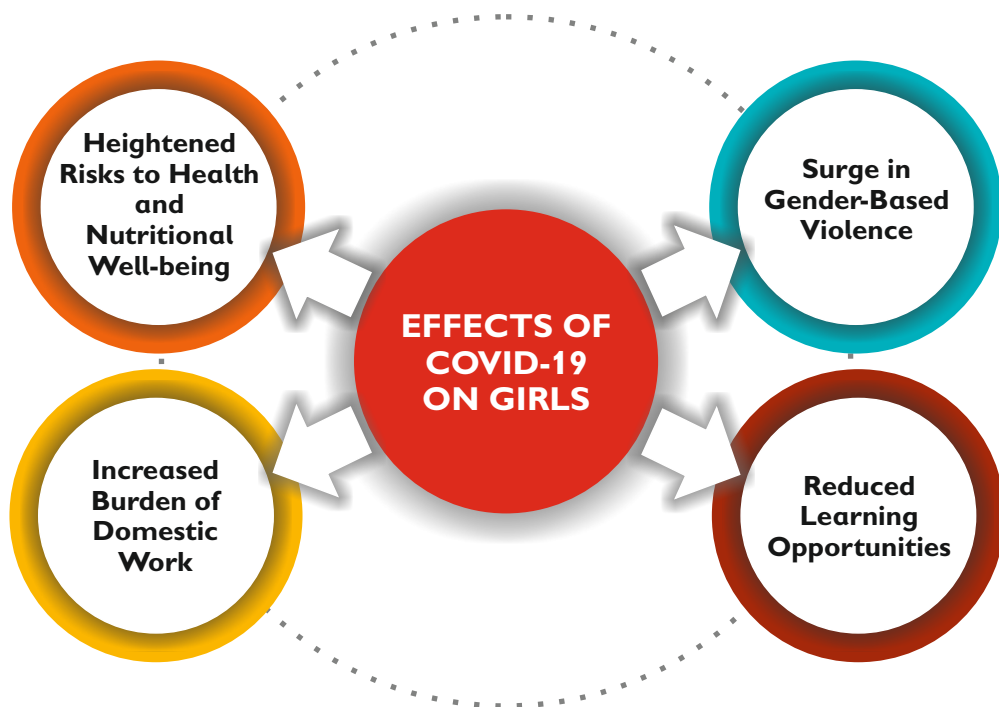 Heightened
Risks to Health
and
Nutritional
Well-being
Surge in
Gender-Based
Violence
EFFECTS OF
COVID-19
ON GIRLS
Increased
Burden of
Domestic
Work
Reduced
Learning
Opportunities